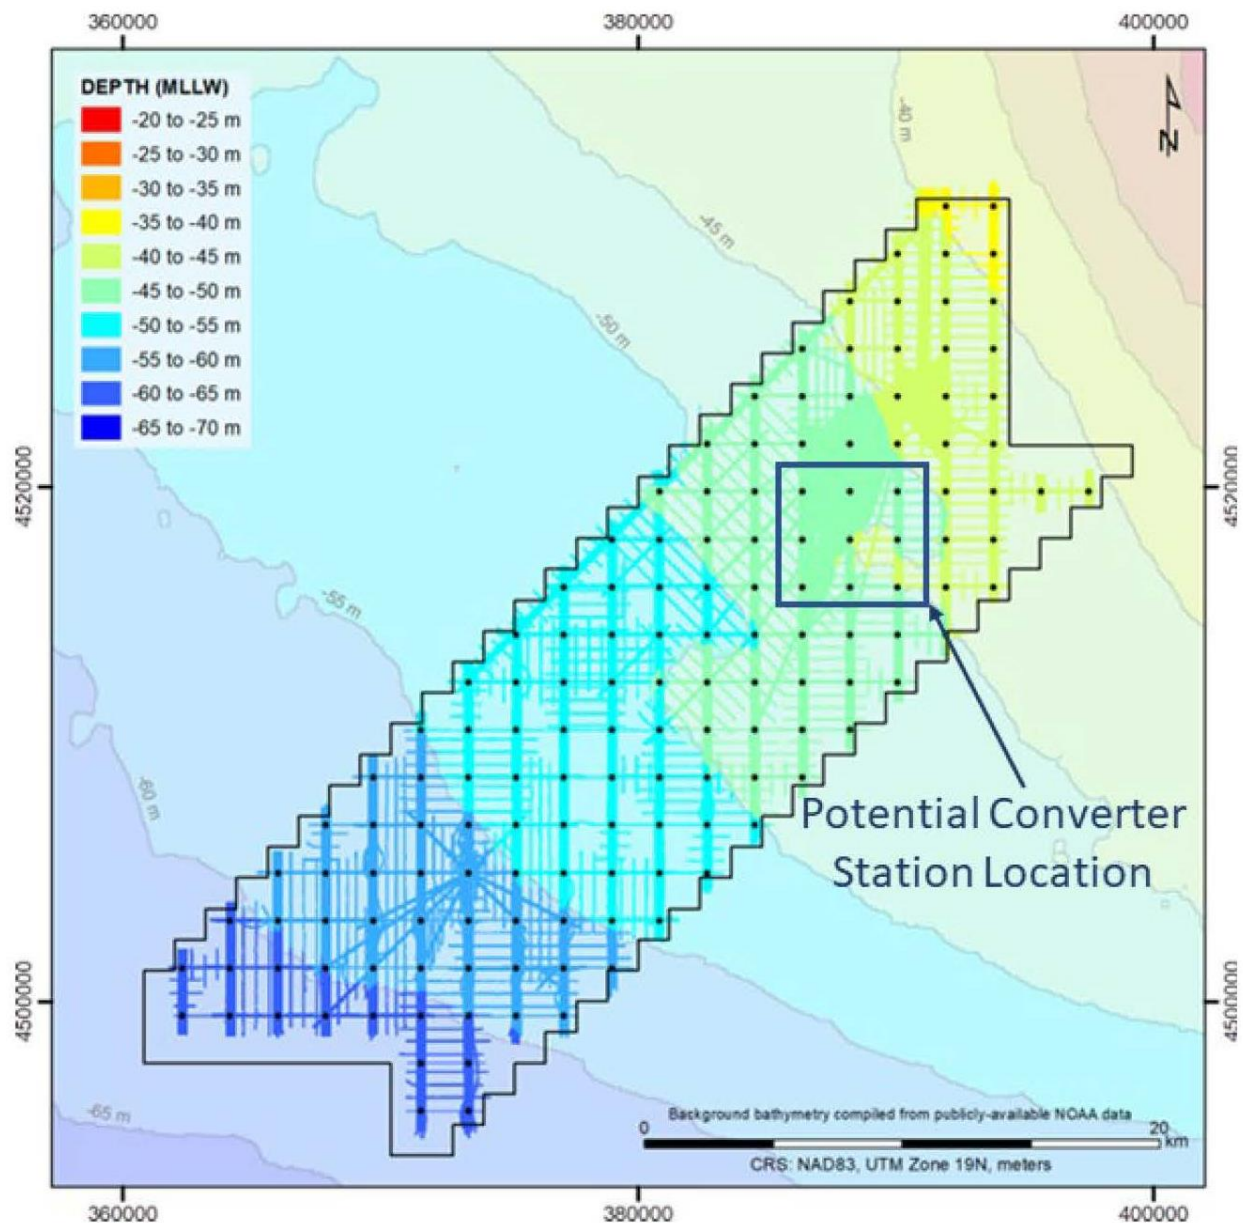 360000 380000 400000
DEPTH (MLLW)
-20 to -25 m
-25 to -30 m
-30 to -35 m
-35 to -40 m
-40 to -45 m
-45 to -50 m
-50 to -55 m
-55 to -60 m
-60 to -65 m
-65 to -70 m
N
-40 m
-45 m
-50 m
4520000 4520000
-55 m
-60 m
Potential Converter
Station Location
4500000 4500000
-65 m
Background bathymetry compiled from publicly-available NOAA data
0 20
km
CRS: NAD83, UTM Zone 19N, meters
360000 380000 400000